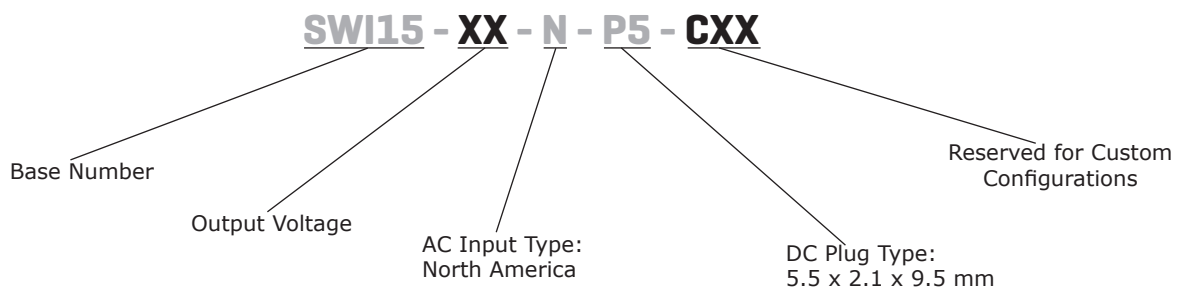 SWI15 - XX - N - P5 - CXX
Base Number
Output Voltage
AC Input Type:
North America
DC Plug Type:
5.5 x 2.1 x 9.5 mm
Reserved for Custom
Configurations